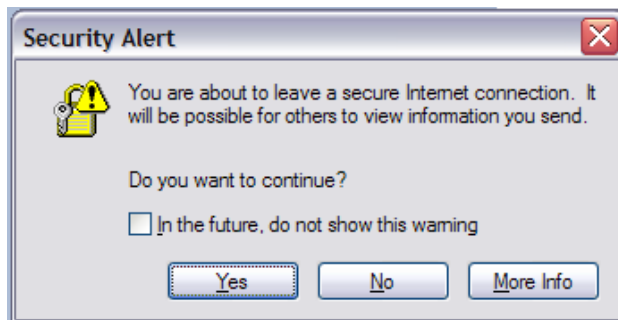 Security Alert
You are about to leave a secure Internet connection.  It
will be possible for others to view information you send.
Do you want to continue?
In the future, do not show this warning
Yes No More Info